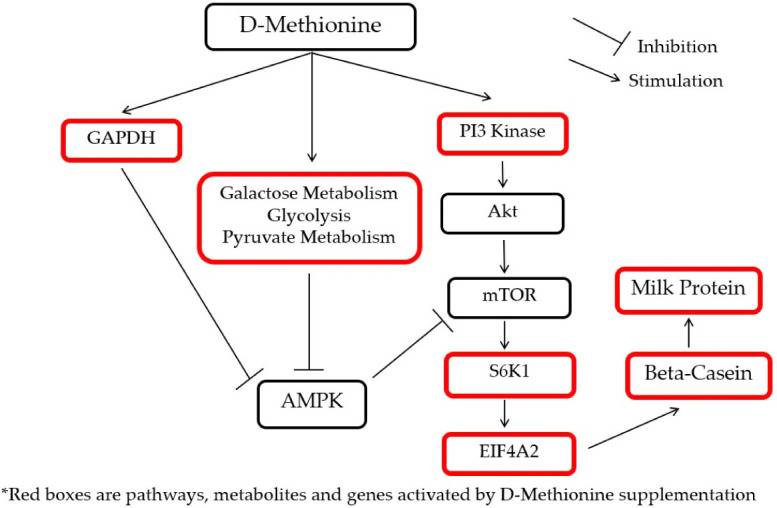 D-Methionine
Inhibition
Stimulation
GAPDH
PI3 Kinase
Galactose Metabolism
Glycolysis
Pyruvate Metabolism
Akt
mTOR
Milk Protein
S6K1
Beta-Casein
AMPK
EIF4A2
*Red boxes are pathways, metabolites and genes activated by D-Methionine supplementation